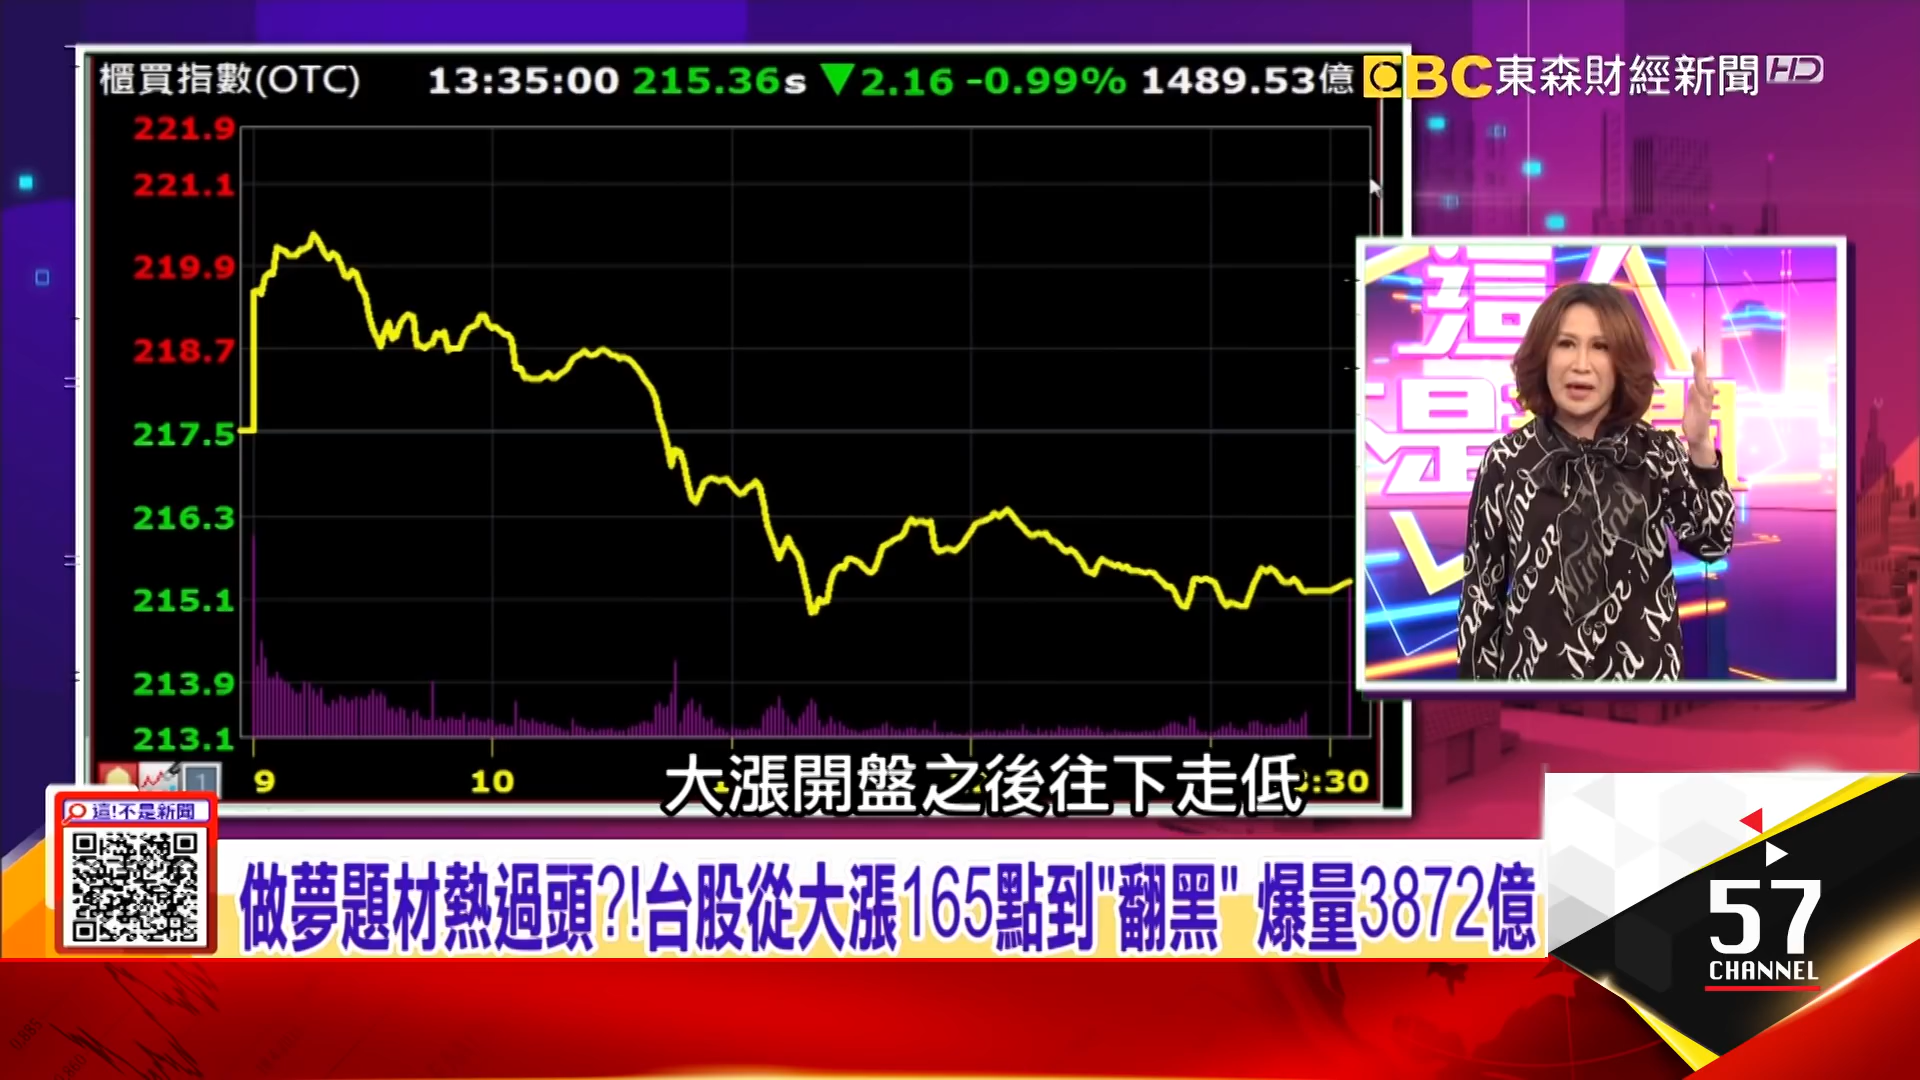 櫃買指數(OTC) 13:35:00 215.36s ▼2.16 -0.99% 1489.53億
EBC 東森財經新聞 HD
221.9
221.1
219.9
218.7
217.5
216.3
215.1
213.9
213.1
9 10 :30
這
是
大漲開盤之後往下走低
這!不是新聞
做夢題材熱過頭?!台股從大漲165點到"翻黑" 爆量3872億
57
CHANNEL